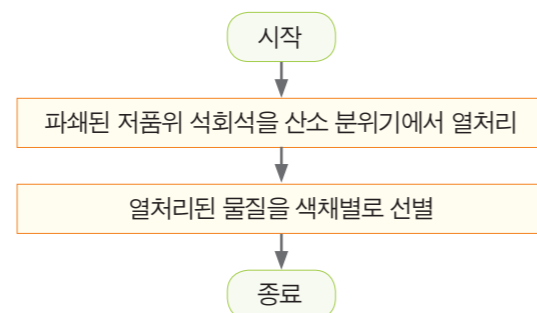 시작
파쇄된 저품위 석회석을 산소 분위기에서 열처리
열처리된 물질을 색채별로 선별
종료